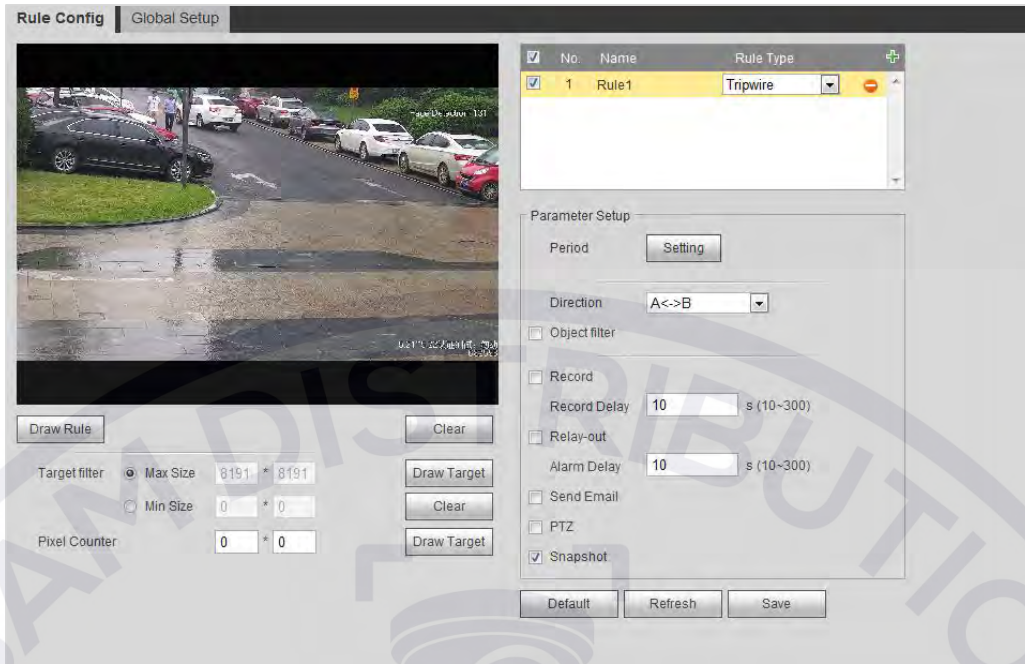 Rule Config
Global Setup
No. Name Rule Type
1 Rule1 Tripwire
Parameter Setup
Period Setting
Direction A<->B
Object filter
Record
Record Delay 10 s (10~300)
Relay-out
Alarm Delay 10 s (10~300)
Send Email
PTZ
Snapshot
Default Refresh Save
Draw Rule Clear
Target filter Max Size 8191 * 8191 Draw Target
Min Size 0 * 0 Clear
Pixel Counter 0 * 0 Draw Target
DISTRIBUTIO